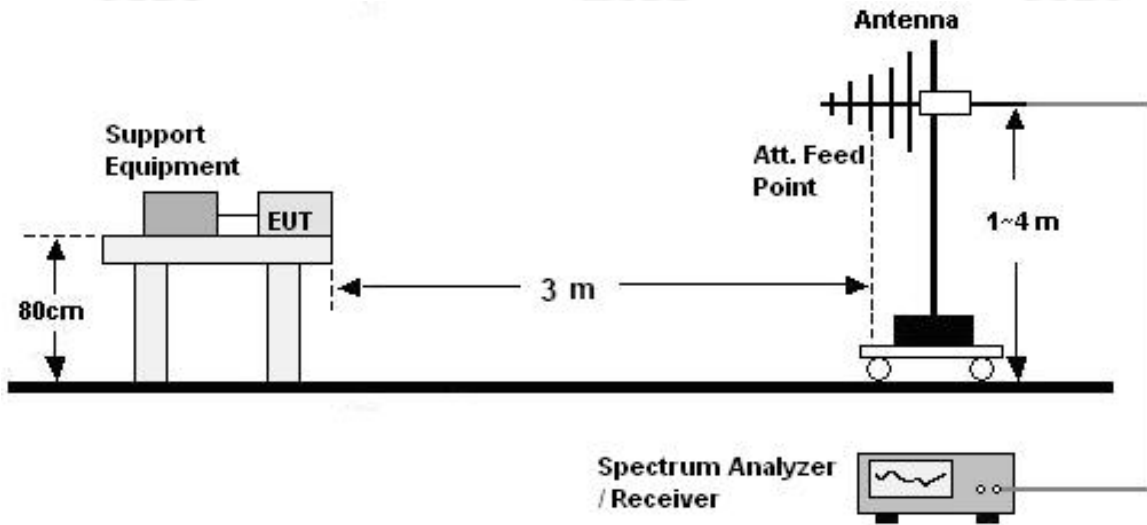 Antenna
Support
Equipment
Att. Feed
Point
EUT
1~4 m
3 m
80cm
Spectrum Analyzer
/ Receiver